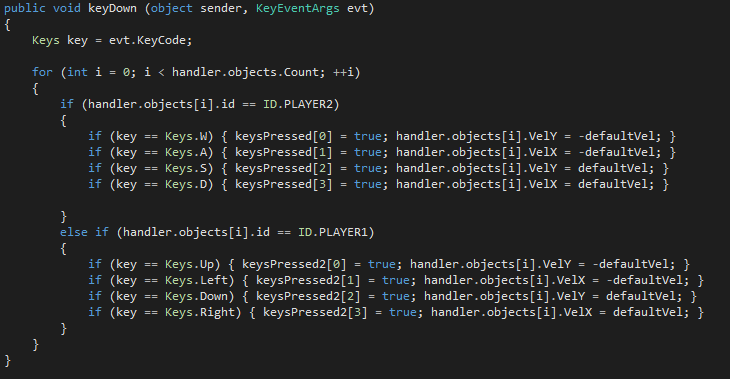 public void keyDown (object sender, KeyEventArgs evt)
{
    Keys key = evt.KeyCode;

    for (int i = 0; i < handler.objects.Count; ++i)
    {
        if (handler.objects[i].id == ID.PLAYER2)
        {
            if (key == Keys.W) { keysPressed[0] = true; handler.objects[i].VelY = -defaultVel; }
            if (key == Keys.A) { keysPressed[1] = true; handler.objects[i].VelX = -defaultVel; }
            if (key == Keys.S) { keysPressed[2] = true; handler.objects[i].VelY = defaultVel; }
            if (key == Keys.D) { keysPressed[3] = true; handler.objects[i].VelX = defaultVel; }

        }
        else if (handler.objects[i].id == ID.PLAYER1)
        {
            if (key == Keys.Up) { keysPressed2[0] = true; handler.objects[i].VelY = -defaultVel; }
            if (key == Keys.Left) { keysPressed2[1] = true; handler.objects[i].VelX = -defaultVel; }
            if (key == Keys.Down) { keysPressed2[2] = true; handler.objects[i].VelY = defaultVel; }
            if (key == Keys.Right) { keysPressed2[3] = true; handler.objects[i].VelX = defaultVel; }
        }
    }
}